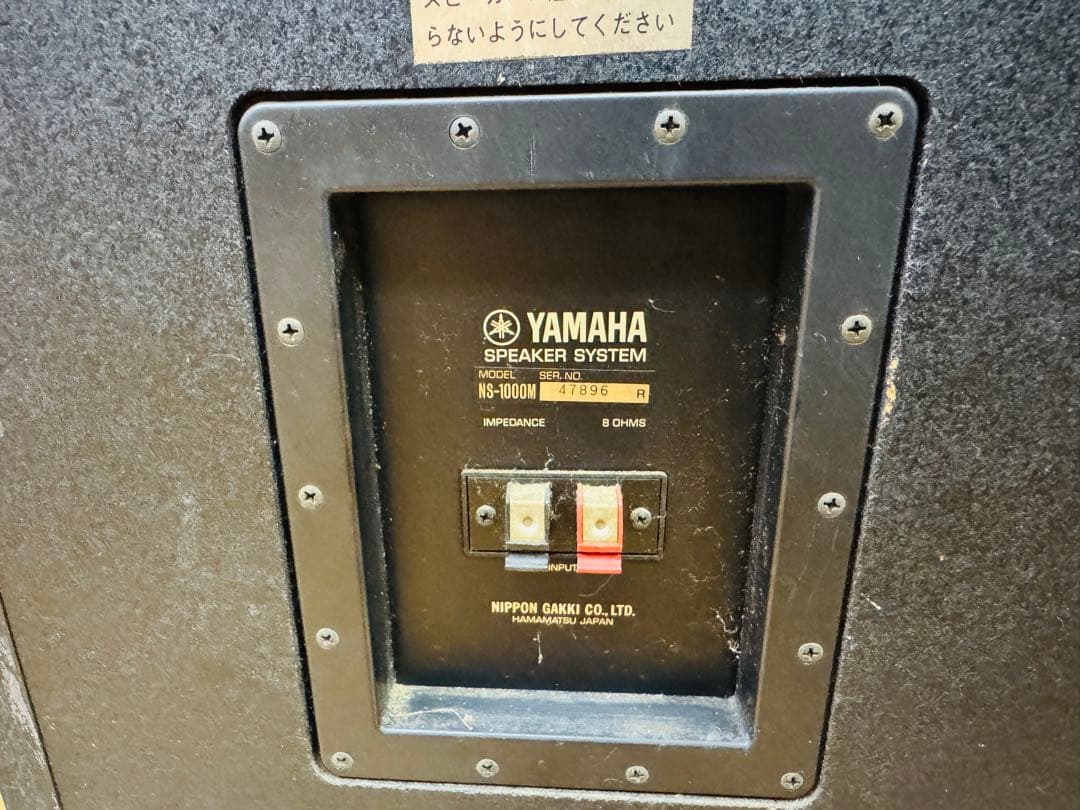 らないようにしてください
YAMAHA
SPEAKER SYSTEM
MODEL SER. NO.
NS-1000M 47896 R
IMPEDANCE 8 OHMS
INPUT
NIPPON GAKKI CO., LTD.
HAMAMATSU JAPAN